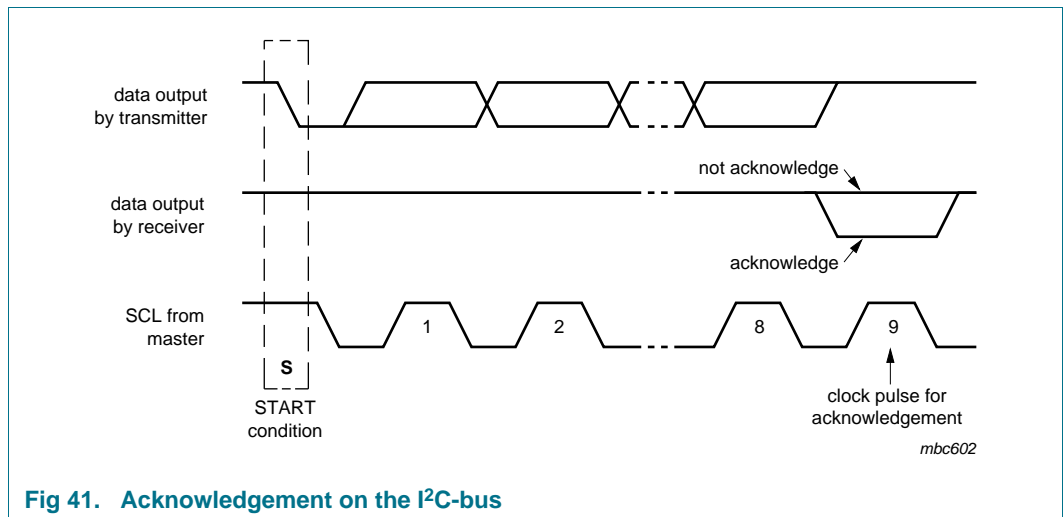 data output
by transmitter
not acknowledge
data output
by receiver
acknowledge
SCL from
master
1
2
8
9
S
START
condition
clock pulse for
acknowledgement
mbc602
Fig 41. Acknowledgement on the I²C-bus